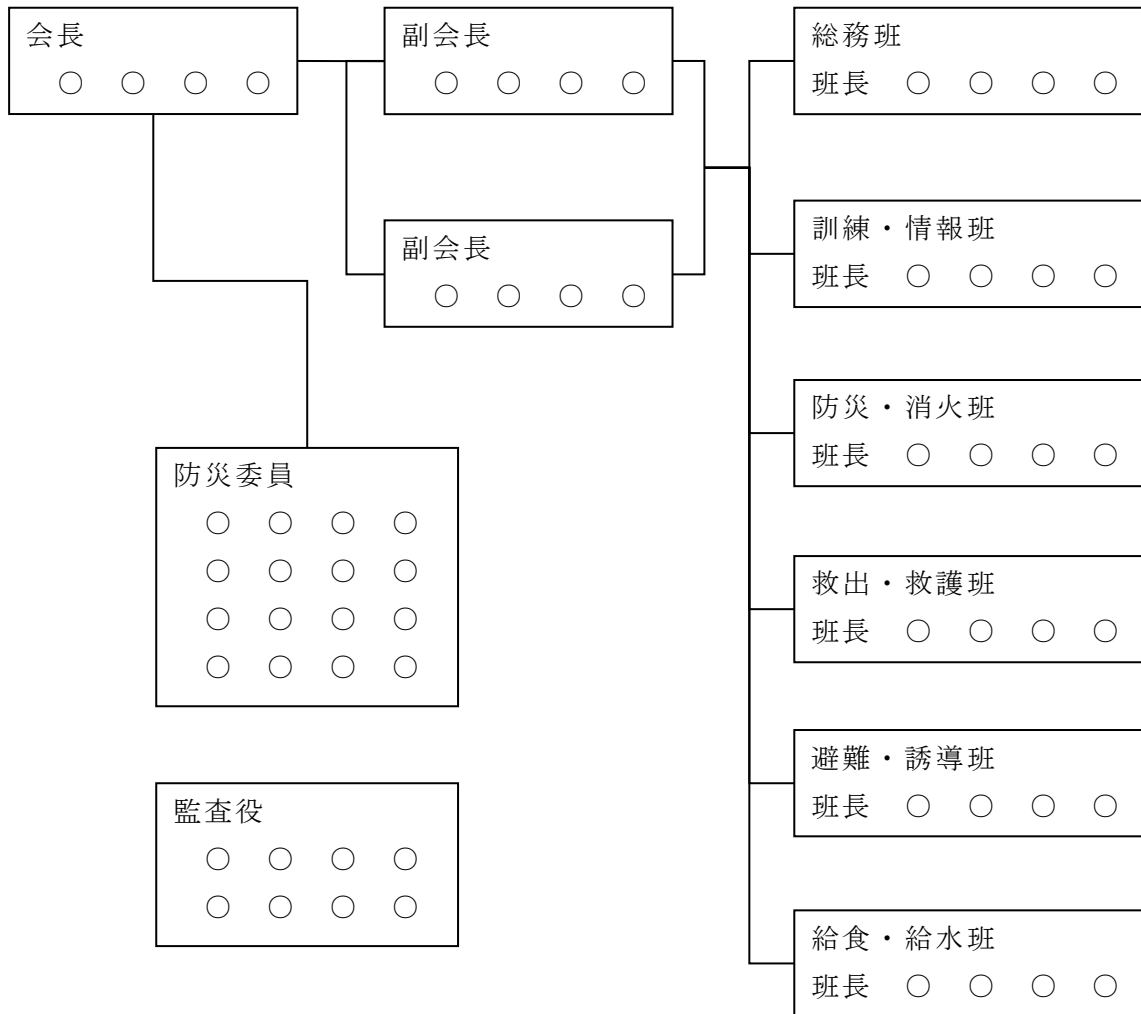 会長
○ ○ ○ ○
副会長
○ ○ ○ ○
副会長
○ ○ ○ ○
防災委員
○ ○ ○ ○
○ ○ ○ ○
○ ○ ○ ○
○ ○ ○ ○
監査役
○ ○ ○ ○
○ ○ ○ ○
総務班
班長 ○ ○ ○ ○
訓練・情報班
班長 ○ ○ ○ ○
防災・消火班
班長 ○ ○ ○ ○
救出・救護班
班長 ○ ○ ○ ○
避難・誘導班
班長 ○ ○ ○ ○
給食・給水班
班長 ○ ○ ○ ○